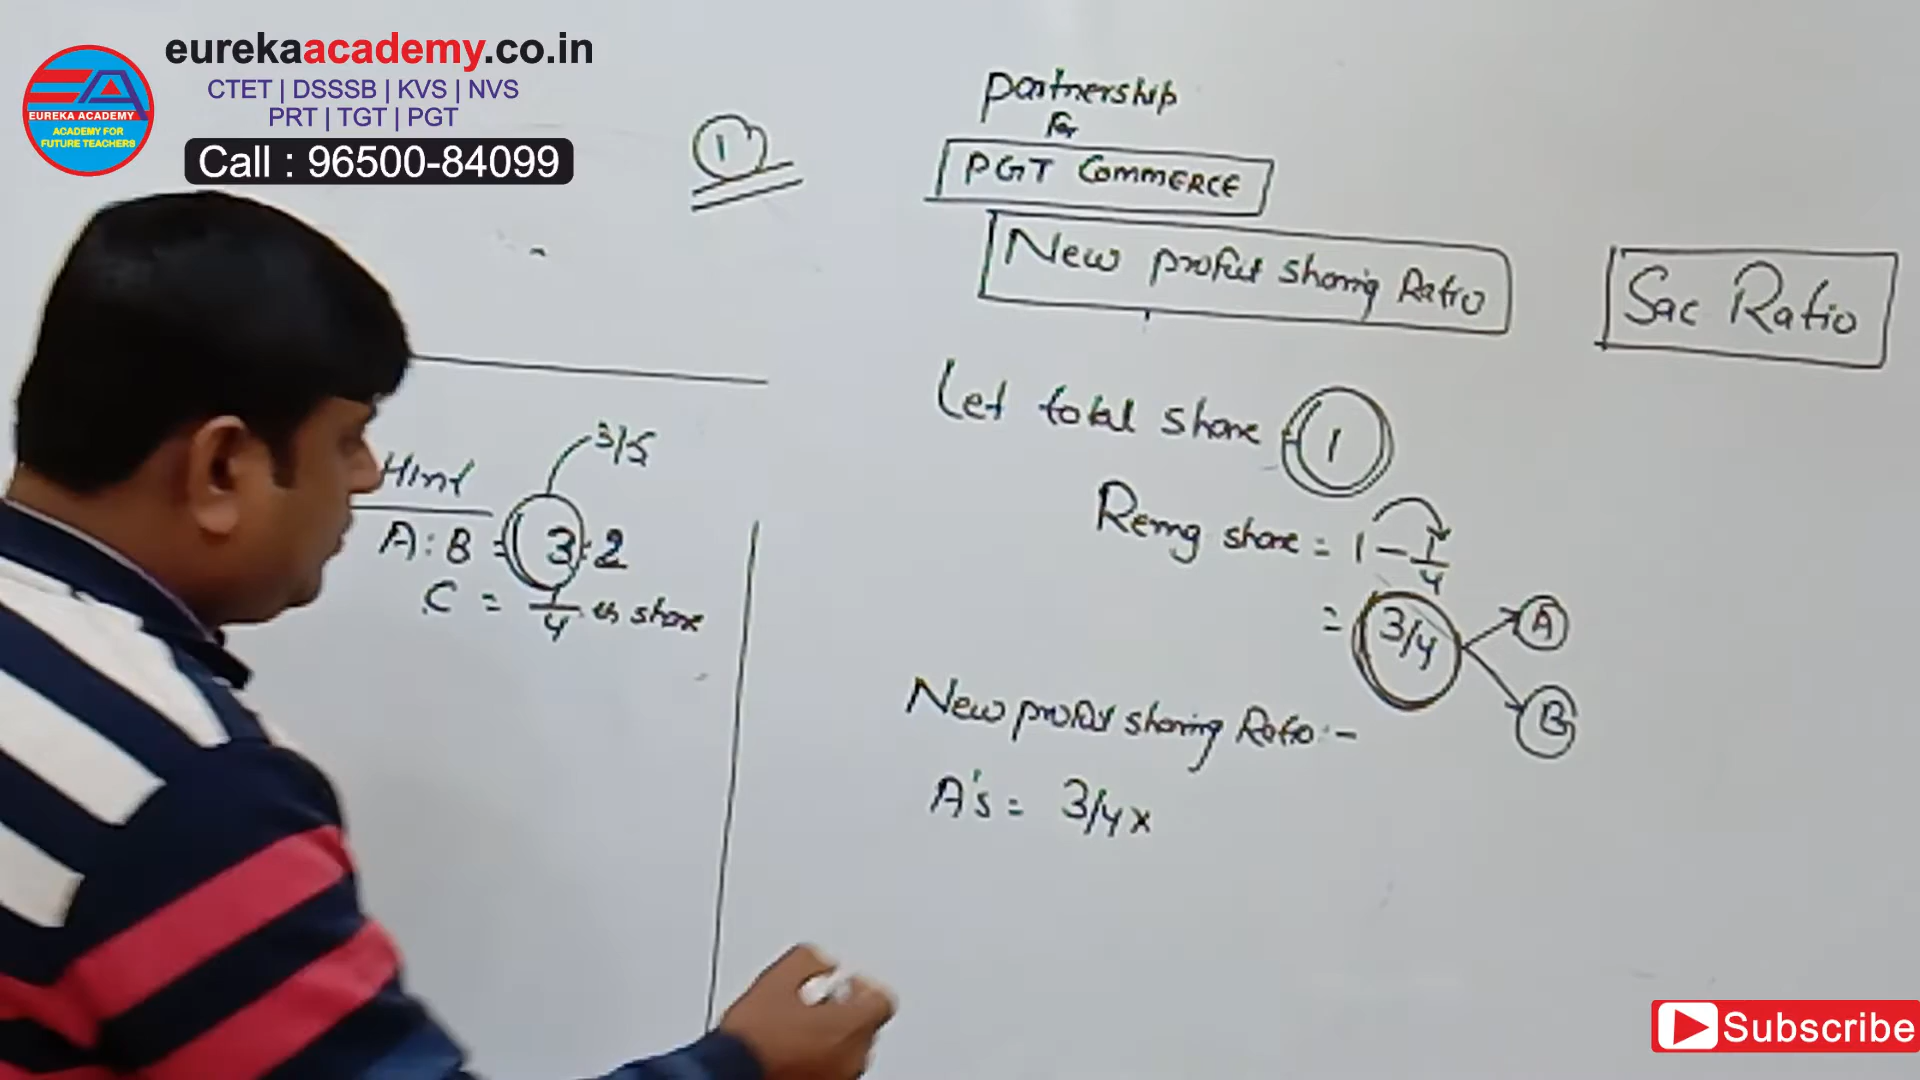 eurekaacademy.co.in
CTET | DSSSB | KVS | NVS
PRT | TGT | PGT
Call : 96500-84099
EUREKA ACADEMY
ACADEMY FOR
FUTURE TEACHERS
1
partnership
For
PGT COMMERCE
New profit sharing Ratio
Sac Ratio
Let total share = 1
Remg share = 1 - 1/4
= 3/4
A
B
New profit sharing Ratio :-
A's = 3/4 x
Hint
3/5
A : B = 3 : 2
C = 1/4 th share
Subscribe